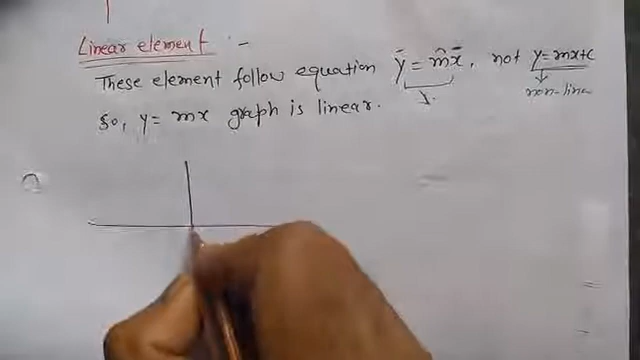 Linear element :-
These element follow equation y = mx, not y=mx+c
non-line
so, y= mx graph is linear.